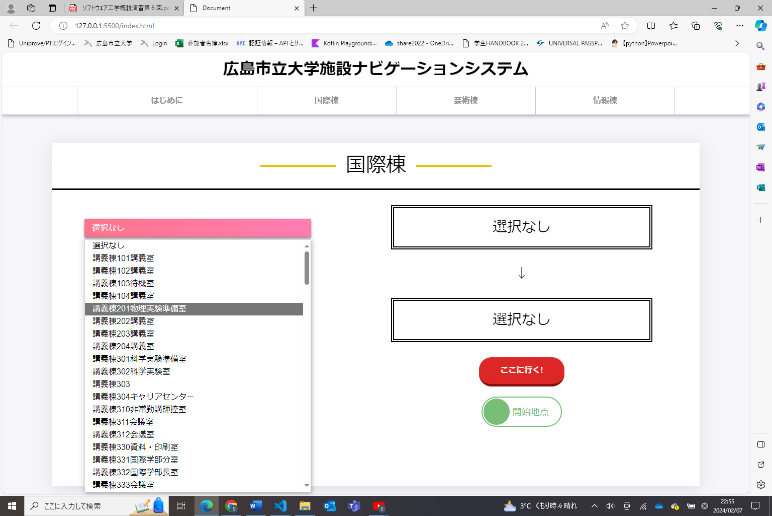 ソフトウェア工学概論演習第6回.pc
Document
127.0.0.1:5500/index.html
Uniprove/PTログイン...
広島市立大学
Login
参加者名簿.xlsx
認証情報 – APIとサ...
Kotlin Playground:...
share2022 - OneDri...
学生HANDBOOK 2...
UNIVERSAL PASSP...
【python】Powerpoi...
広島市立大学施設ナビゲーションシステム
はじめに
国際棟
芸術棟
情報棟
国際棟
選択なし
選択なし
講義棟101講義室
講義棟102講義室
講義棟103待機室
講義棟104講義室
講義棟201物理実験準備室
講義棟202講義室
講義棟203講義室
講義棟204講義室
講義棟301科学実験準備室
講義棟302科学実験室
講義棟303
講義棟304キャリアセンター
講義棟310非常勤講師控室
講義棟311会議室
講義棟312会議室
講義棟330資料・印刷室
講義棟331国際学部分室
講義棟332国際学部長室
講義棟333会議室
選択なし
↓
選択なし
ここに行く!
開始地点
ここに入力して検索
3°C くもり時々晴れ
22:55
2024/02/07